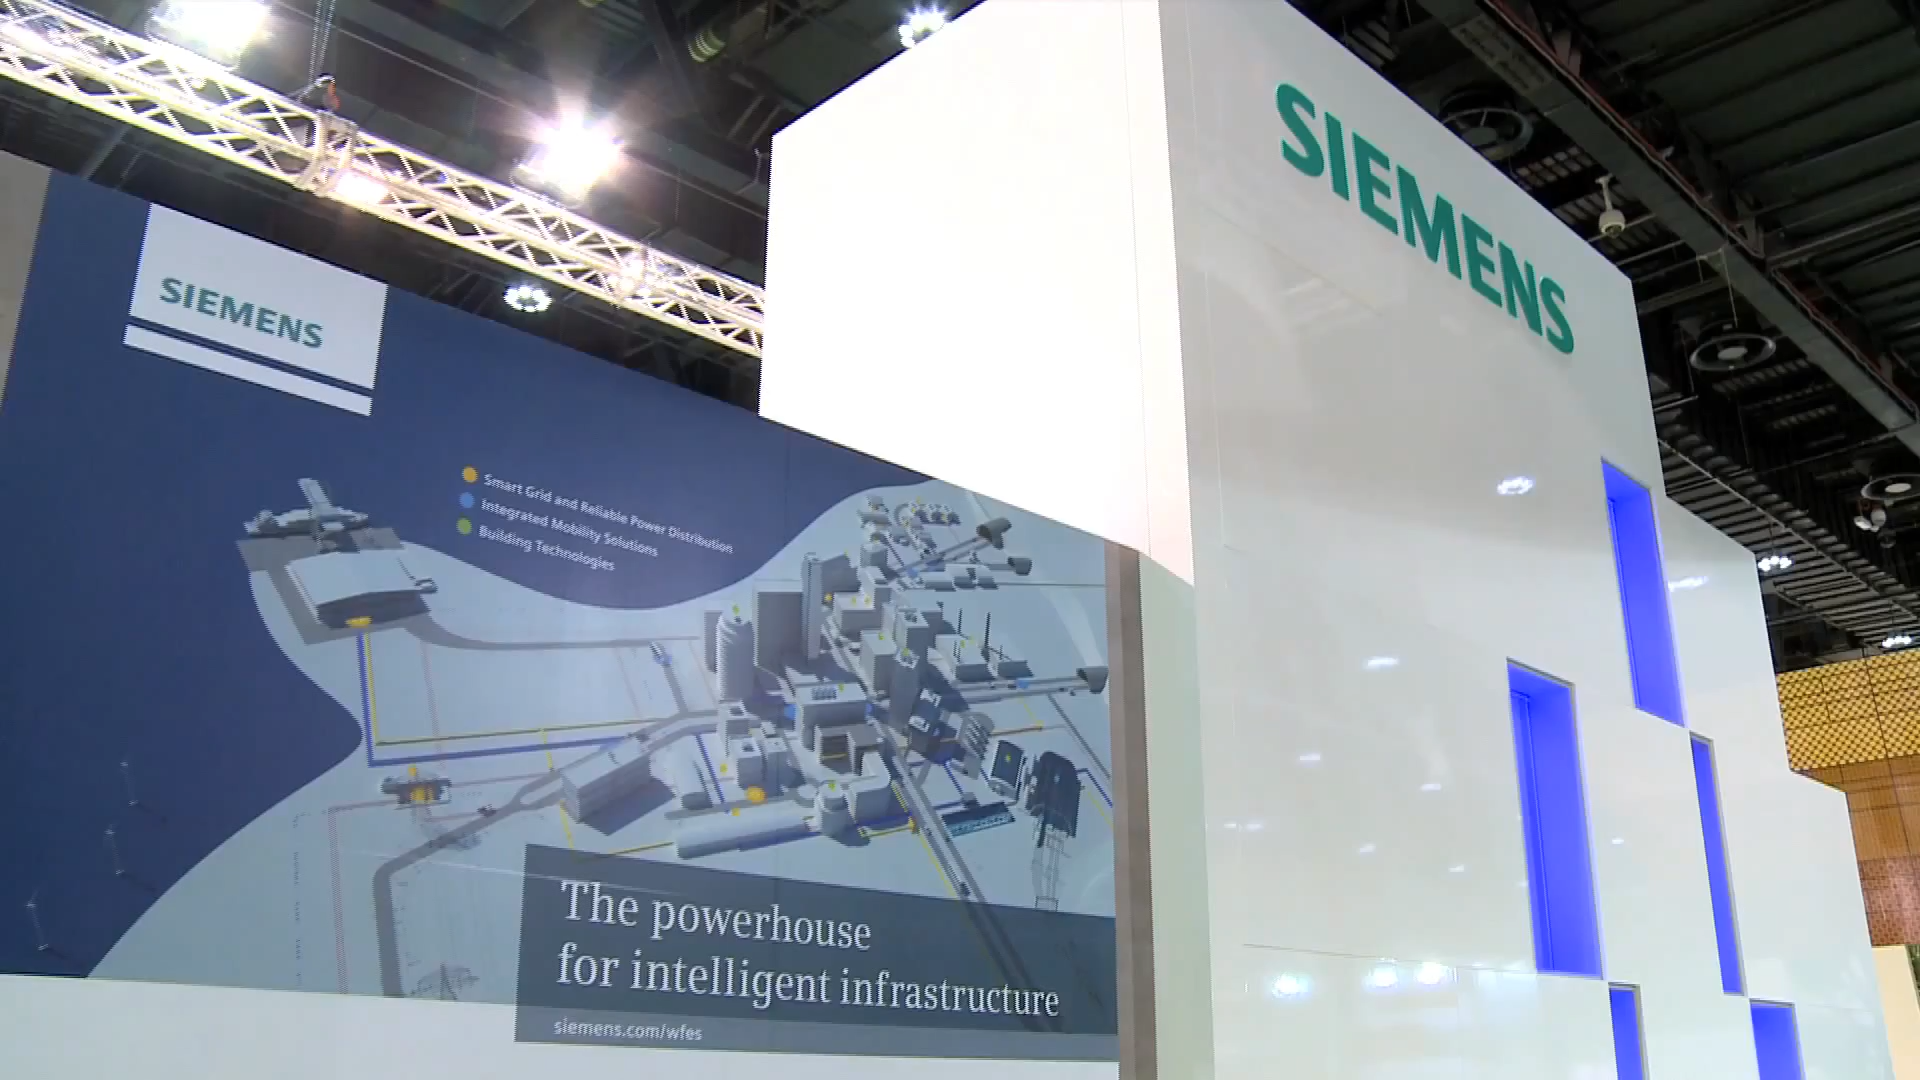 SIEMENS
SIEMENS
Smart Grid and Reliable Power Distribution
Integrated Mobility Solutions
Building Technologies
The powerhouse
for intelligent infrastructure
siemens.com/wfes